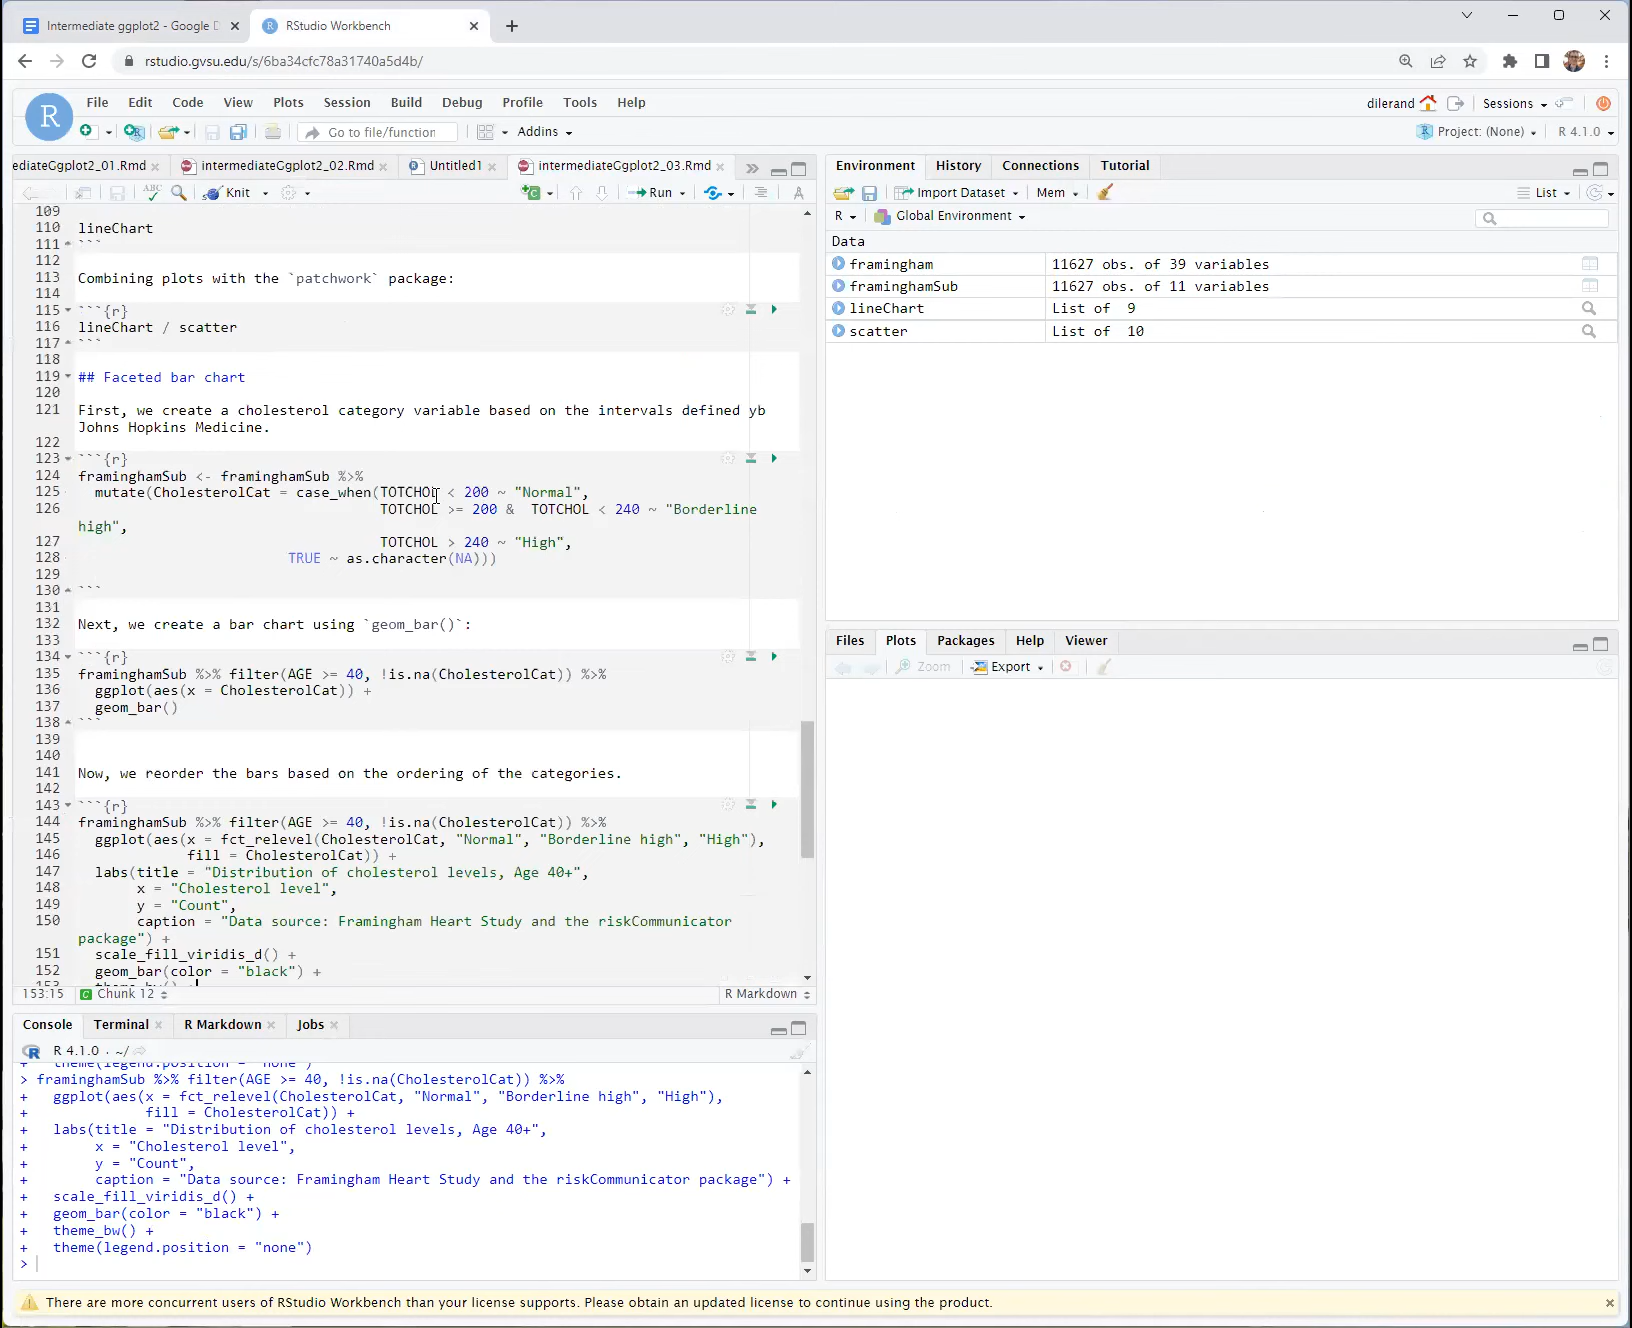 Intermediate ggplot2 - Google D
RStudio Workbench
rstudio.gvsu.edu/s/6ba34cfc78a31740a5d4b/
R
File Edit Code View Plots Session Build Debug Profile Tools Help
dilerand Sessions
Go to file/function Addins
Project: (None) R 4.1.0
ediateGgplot2_01.Rmd intermediateGgplot2_02.Rmd Untitled1 intermediateGgplot2_03.Rmd
ABC Knit Run
109
110 lineChart
111 ```
112
113 Combining plots with the `patchwork` package:
114
115 ```{r}
116 lineChart / scatter
117 ```
118
119 ## Faceted bar chart
120
121 First, we create a cholesterol category variable based on the intervals defined yb
Johns Hopkins Medicine.
122
123 ```{r}
124 framinghamSub <- framinghamSub %>%
125 mutate(CholesterolCat = case_when(TOTCHOL < 200 ~ "Normal",
126 TOTCHOL >= 200 & TOTCHOL < 240 ~ "Borderline
high",
127 TOTCHOL > 240 ~ "High",
128 TRUE ~ as.character(NA)))
129
130 ```
131
132 Next, we create a bar chart using `geom_bar()`:
133
134 ```{r}
135 framinghamSub %>% filter(AGE >= 40, !is.na(CholesterolCat)) %>%
136 ggplot(aes(x = CholesterolCat)) +
137 geom_bar()
138 ```
139
140
141 Now, we reorder the bars based on the ordering of the categories.
142
143 ```{r}
144 framinghamSub %>% filter(AGE >= 40, !is.na(CholesterolCat)) %>%
145 ggplot(aes(x = fct_relevel(CholesterolCat, "Normal", "Borderline high", "High"),
146 fill = CholesterolCat)) +
147 labs(title = "Distribution of cholesterol levels, Age 40+",
148 x = "Cholesterol level",
149 y = "Count",
150 caption = "Data source: Framingham Heart Study and the riskCommunicator
package") +
151 scale_fill_viridis_d() +
152 geom_bar(color = "black") +
153 theme_bw() +
153:15 Chunk 12 R Markdown
Console Terminal R Markdown Jobs
R 4.1.0 · ~/
+ theme(legend.position = "none")
> framinghamSub %>% filter(AGE >= 40, !is.na(CholesterolCat)) %>%
+ ggplot(aes(x = fct_relevel(CholesterolCat, "Normal", "Borderline high", "High"),
+ fill = CholesterolCat)) +
+ labs(title = "Distribution of cholesterol levels, Age 40+",
+ x = "Cholesterol level",
+ y = "Count",
+ caption = "Data source: Framingham Heart Study and the riskCommunicator package") +
+ scale_fill_viridis_d() +
+ geom_bar(color = "black") +
+ theme_bw() +
+ theme(legend.position = "none")
>
Environment History Connections Tutorial
Import Dataset Mem List
R Global Environment
Data
framingham 11627 obs. of 39 variables
framinghamSub 11627 obs. of 11 variables
lineChart List of 9
scatter List of 10
Files Plots Packages Help Viewer
Zoom Export
There are more concurrent users of RStudio Workbench than your license supports. Please obtain an updated license to continue using the product.